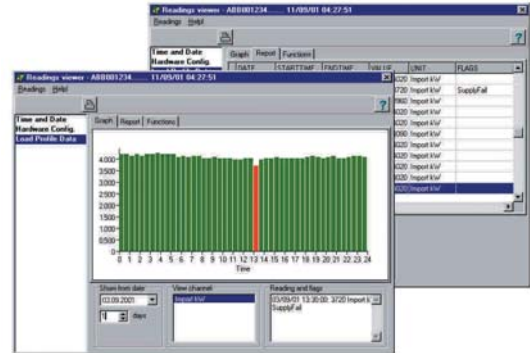 Readings viewer - ABB001234....... 11/09/01 04:27:51
Readings Help
Time and Date
Hardware Config.
Graph Report Functions
DATE STARTTIME ENDTIME VALUE UNIT FLAGS
4020 Import kW
3720 Import kW SupplyFail
Import kW
Import kW
Import kW
Import kW
Import kW
Import kW
4020 Import kW
4020 Import kW
Readings viewer - ABB001234....... 11/09/01 04:27:51
Readings Help
Time and Date
Hardware Config.
Load Profile Data
Graph Report Functions
4.000
3.500
3.000
2.500
2.000
1.500
1.000
0.500
0
0 1 2 3 4 5 6 7 8 9 10 11 12 13 14 15 16 17 18 19 20 21 22 23 24
Time
Show from date:
03.09.2001
days
View channel:
Import kW
Reading and flags
03/09/01 13:30:00: 3720 Import k
SupplyFail